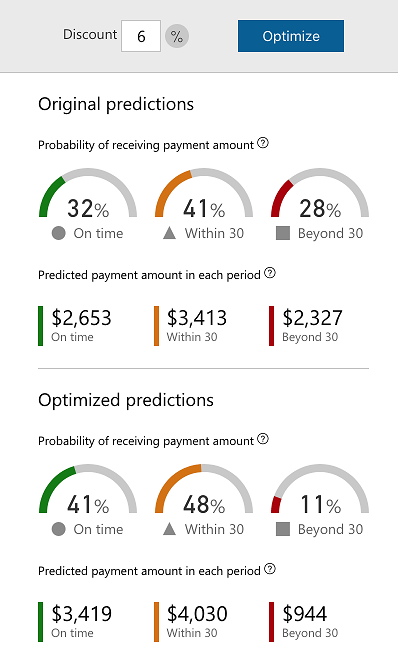 Discount 6 % Optimize
Original predictions
Probability of receiving payment amount ?
32% 41% 28%
On time Within 30 Beyond 30
Predicted payment amount in each period ?
$2,653 $3,413 $2,327
On time Within 30 Beyond 30
Optimized predictions
Probability of receiving payment amount ?
41% 48% 11%
On time Within 30 Beyond 30
Predicted payment amount in each period ?
$3,419 $4,030 $944
On time Within 30 Beyond 30